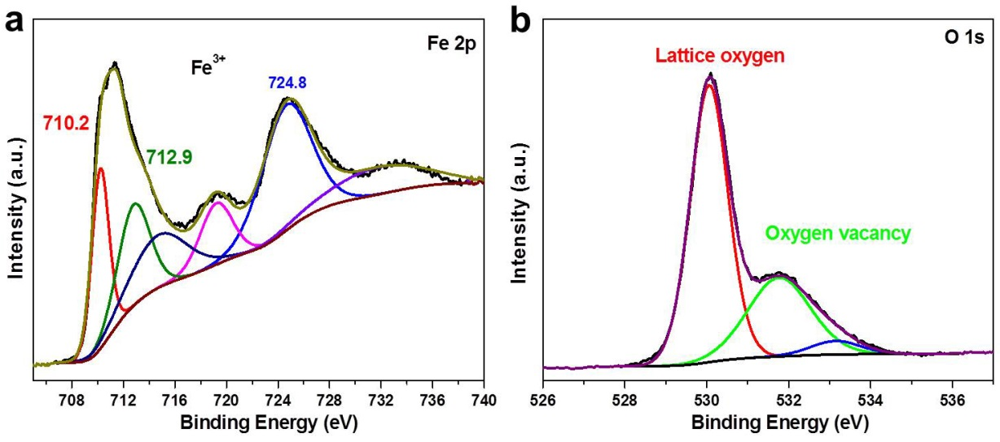 a
Fe 2p
Fe³⁺
724.8
710.2
712.9
Intensity (a.u.)
708 712 716 720 724 728 732 736 740
Binding Energy (eV)
b
O 1s
Lattice oxygen
Oxygen vacancy
Intensity (a.u.)
526 528 530 532 534 536
Binding Energy (eV)